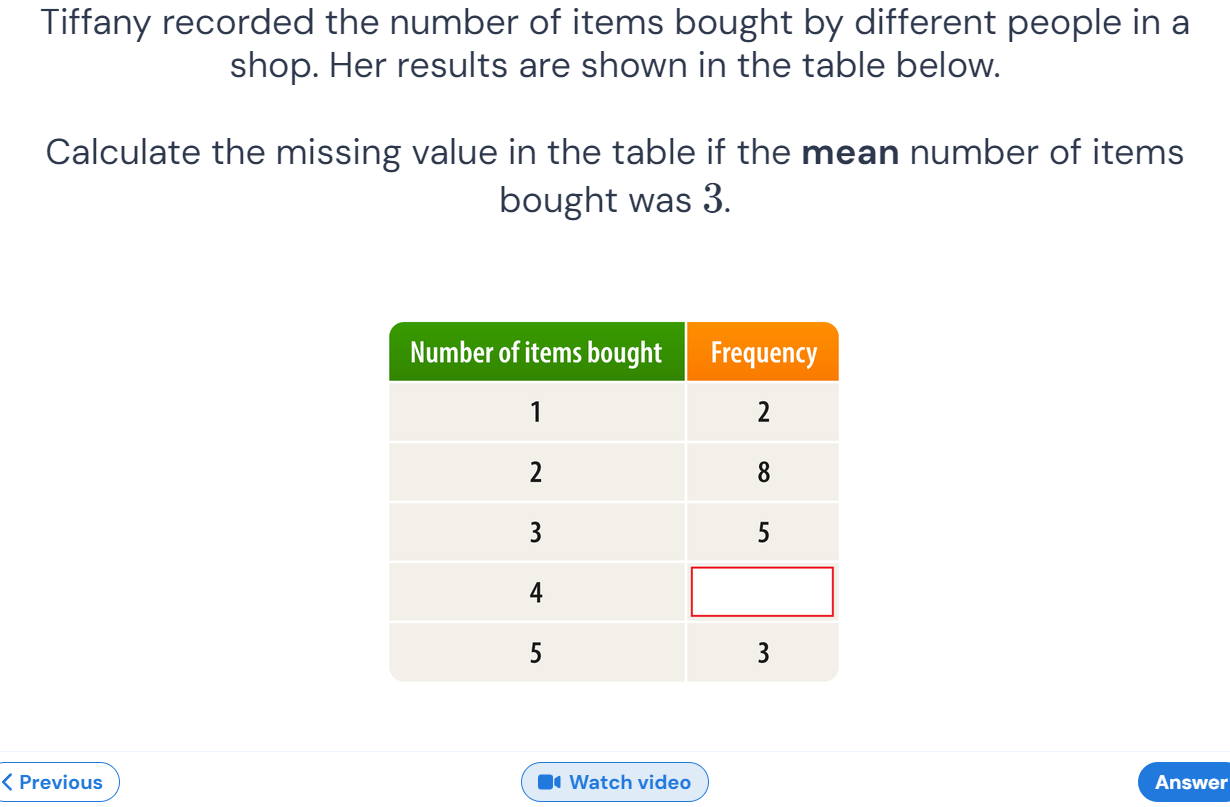 Tiffany recorded the number of items bought by different people in a
shop. Her results are shown in the table below.
Calculate the missing value in the table if the mean number of items
bought was 3.
Number of items bought Frequency
1 2
2 8
3 5
4
5 3
Previous Watch video Answer